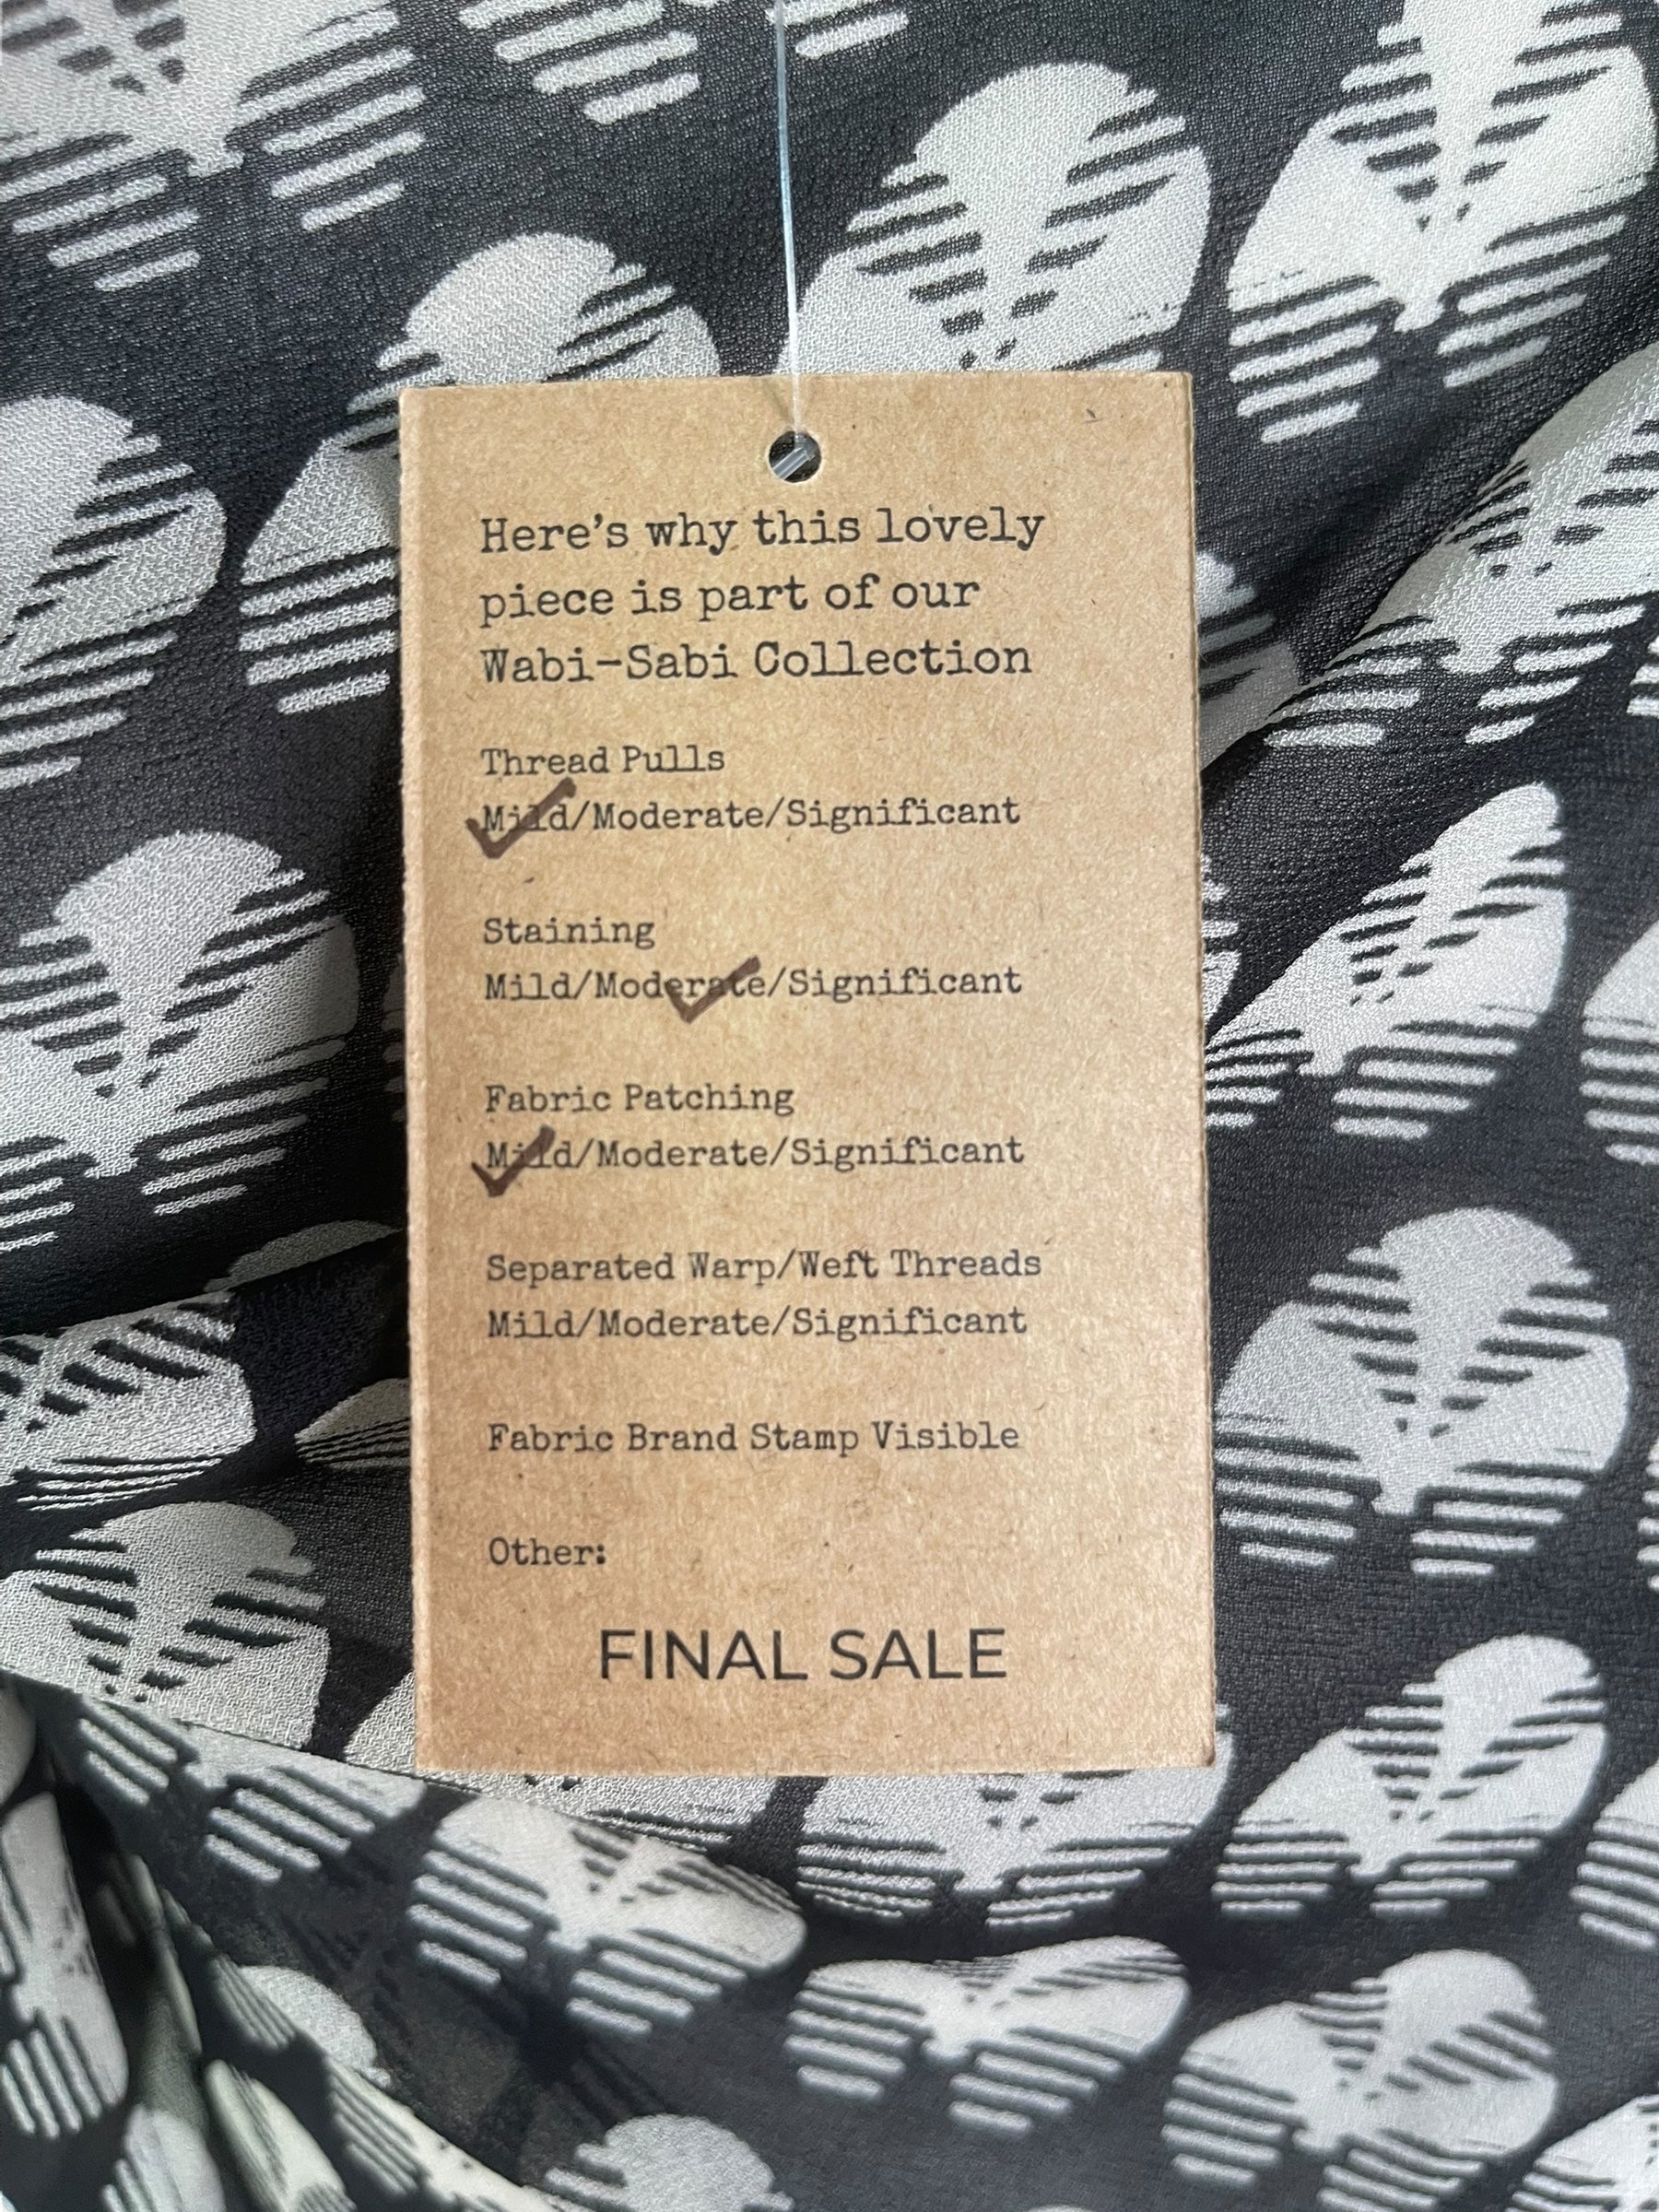 Here's why this lovely
piece is part of our
Wabi-Sabi Collection
Thread Pulls
Mild/Moderate/Significant
Staining
Mild/Moderate/Significant
Fabric Patching
Mild/Moderate/Significant
Separated Warp/Weft Threads
Mild/Moderate/Significant
Fabric Brand Stamp Visible
Other:
FINAL SALE